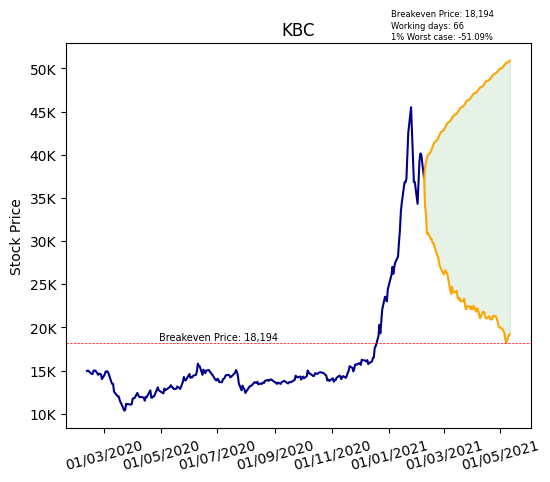 Breakeven Price: 18,194
Working days: 66
1% Worst case: -51.09%
KBC
50K
45K
40K
35K
30K
25K
20K
15K
10K
Stock Price
Breakeven Price: 18,194
01/03/2020 01/05/2020 01/07/2020 01/09/2020 01/11/2020 01/01/2021 01/03/2021 01/05/2021